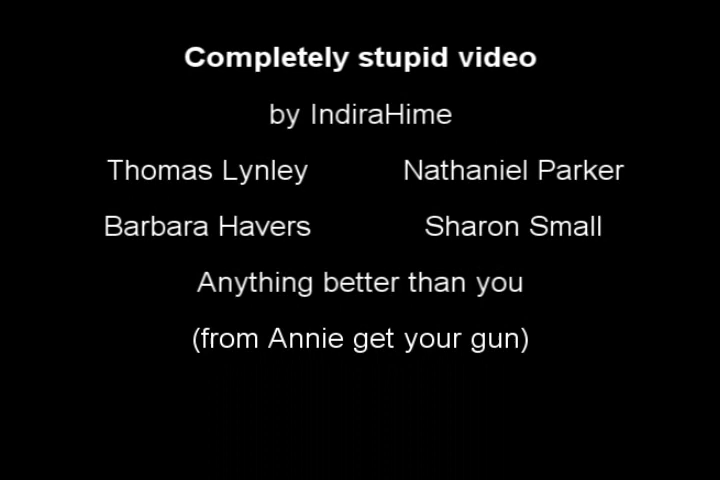 Completely stupid video
by IndiraHime
Thomas Lynley Nathaniel Parker
Barbara Havers Sharon Small
Anything better than you
(from Annie get your gun)